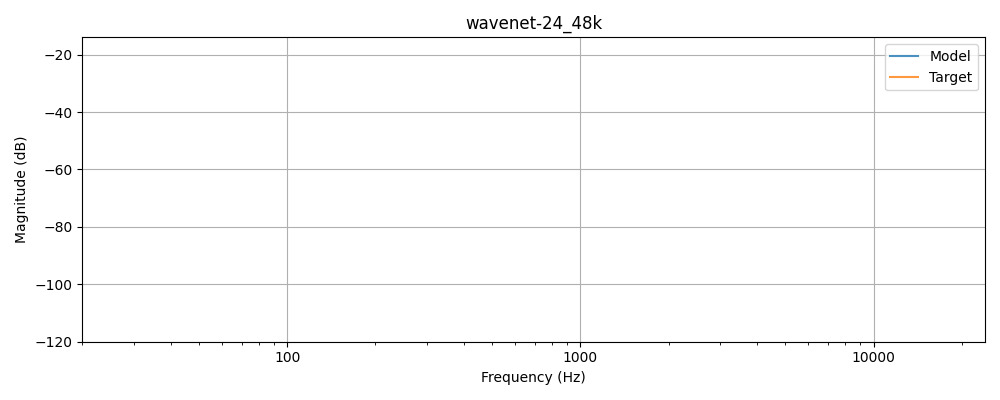 wavenet-24_48k
Model
Target
−20
−40
−60
−80
−100
−120
Magnitude (dB)
100
1000
10000
Frequency (Hz)